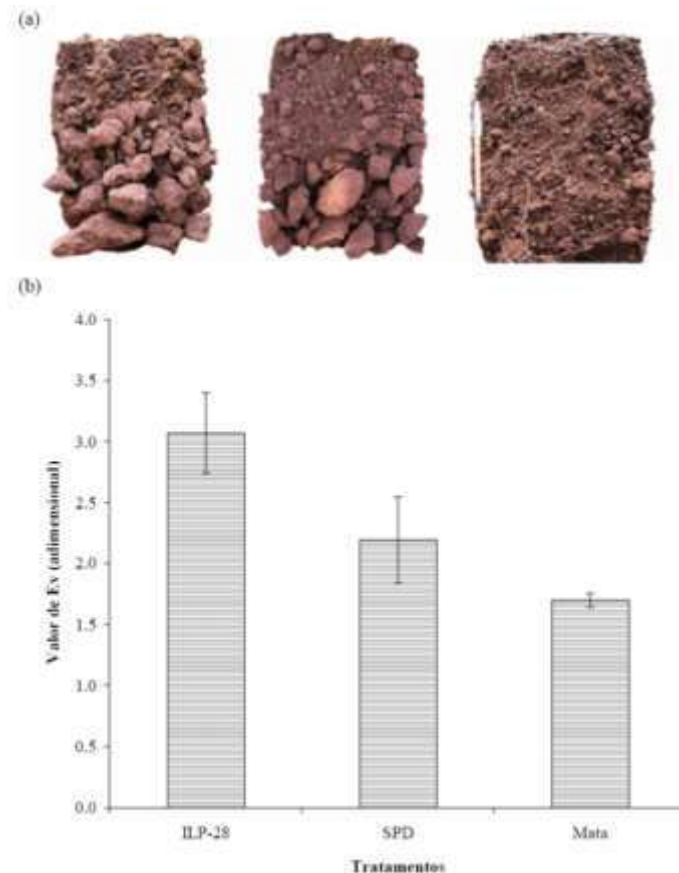 (a)
(b)
Valor de Ev (adimensional)
4.0
3.5
3.0
2.5
2.0
1.5
1.0
0.5
0.0
ILP-28
SPD
Mata
Tratamentos